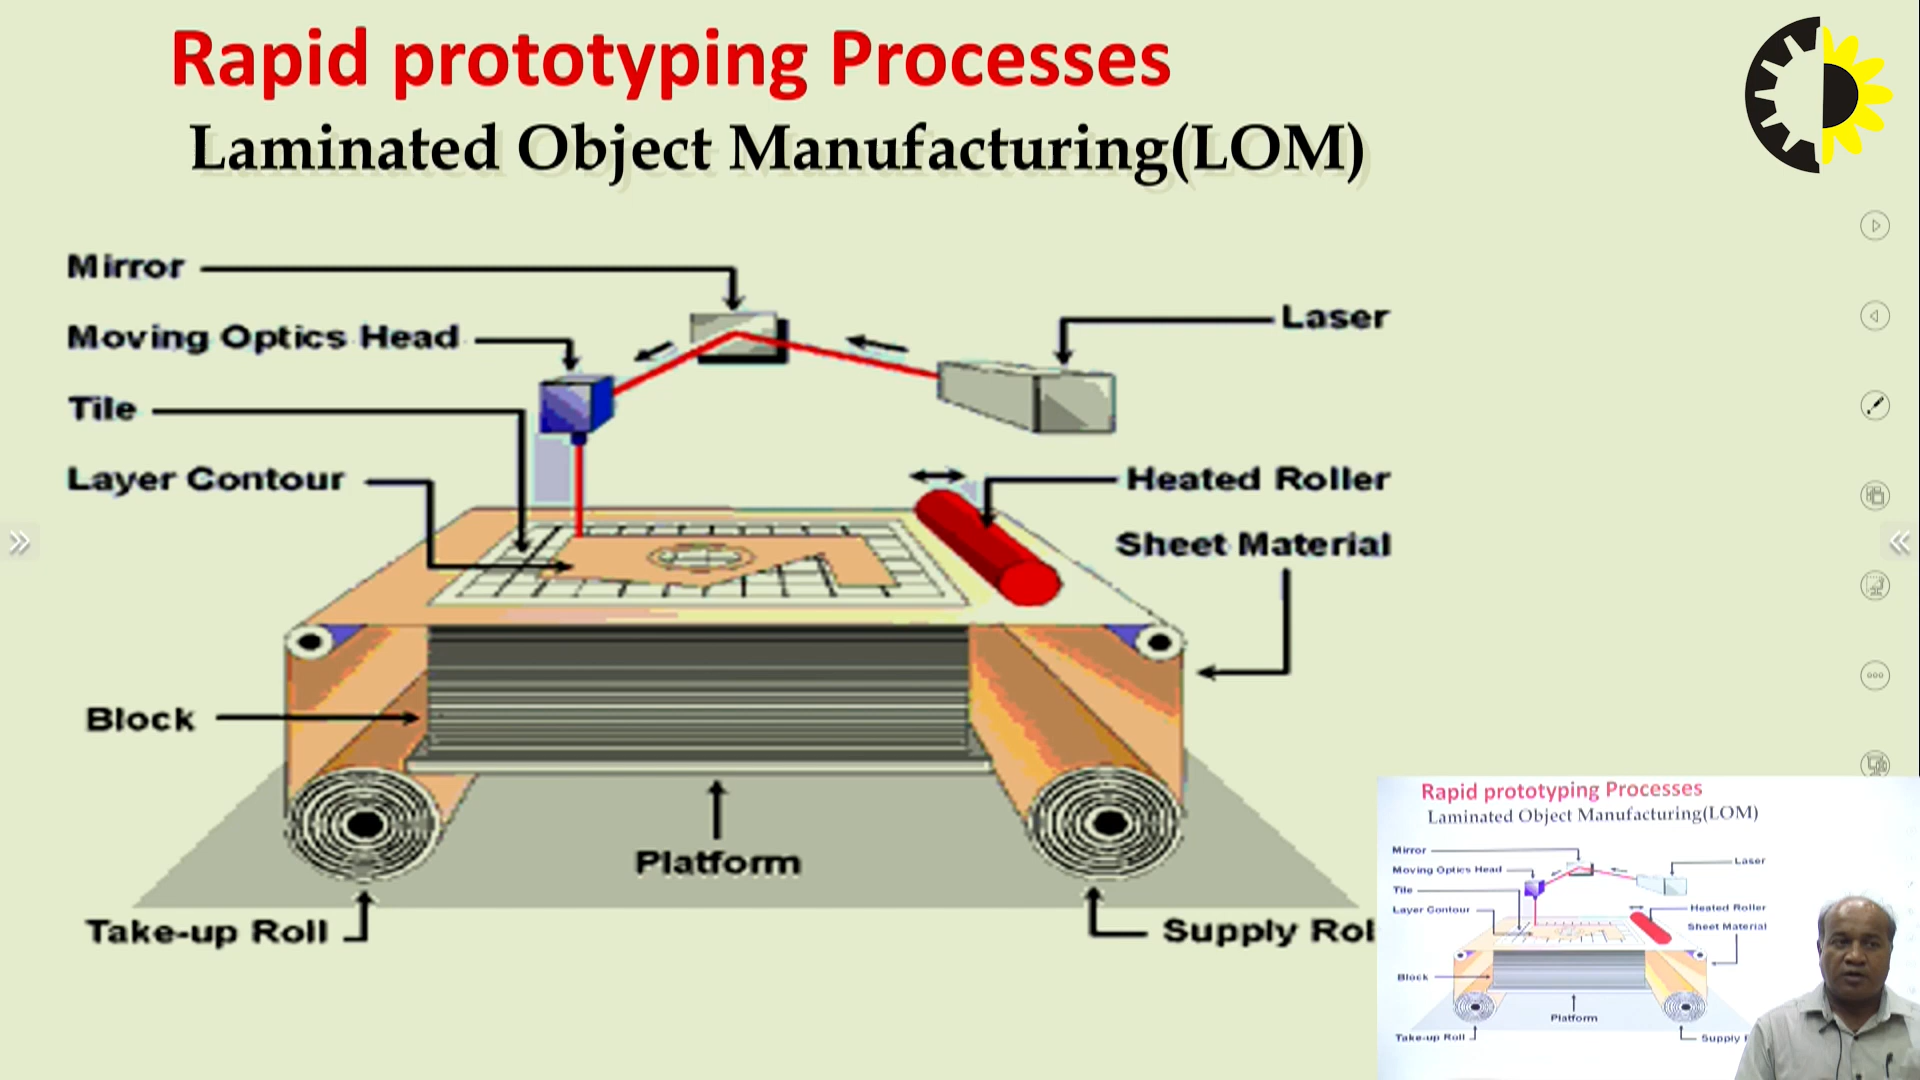 Rapid prototyping Processes
Laminated Object Manufacturing(LOM)
Mirror
Laser
Moving Optics Head
Tile
Layer Contour
Heated Roller
Sheet Material
Block
Platform
Take-up Roll
Supply Rol
Rapid prototyping Processes
Laminated Object Manufacturing(LOM)
Mirror
Laser
Moving Optics Head
Tile
Layer Contour
Heated Roller
Sheet Material
Block
Platform
Take-up Roll
Supply